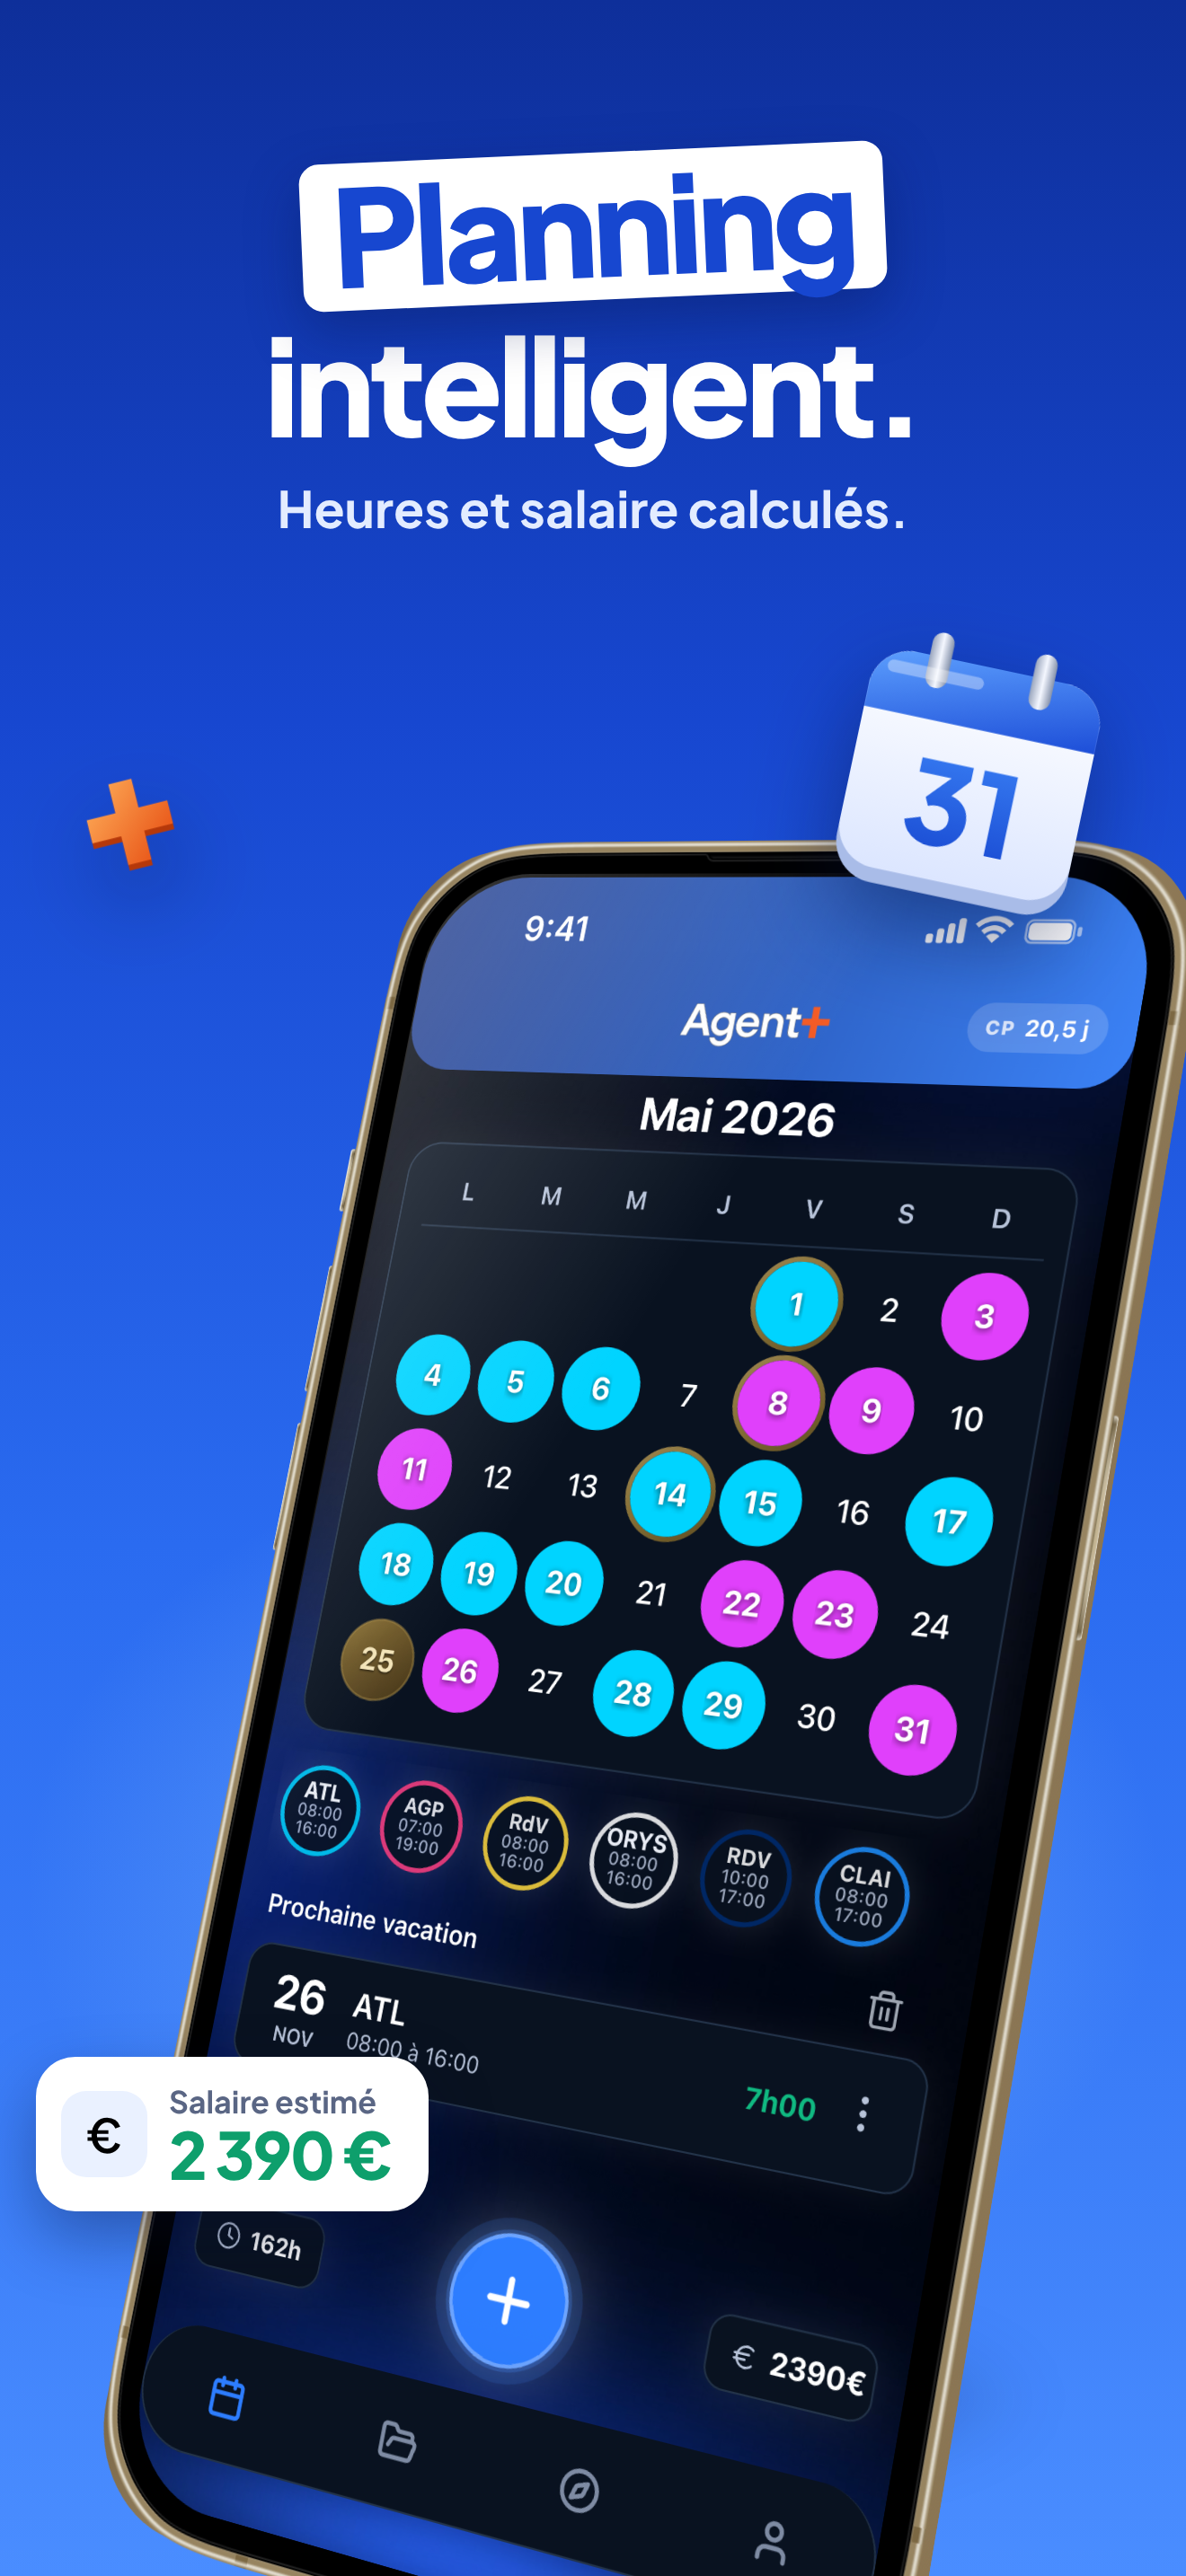 Planning
intelligent.
Heures et salaire calculés.
31
9:41
Agent+
CP 20,5 j
Mai 2026
L M M J V S D
1 2 3
4 5 6 7 8 9 10
11 12 13 14 15 16 17
18 19 20 21 22 23 24
25 26 27 28 29 30 31
ATL
08:00
16:00
AGP
07:00
19:00
RdV
08:00
16:00
ORYS
08:00
16:00
RDV
10:00
17:00
CLAI
08:00
17:00
Prochaine vacation
26
NOV
ATL
08:00 à 16:00
7h00
€
Salaire estimé
2 390 €
162h
€ 2390€